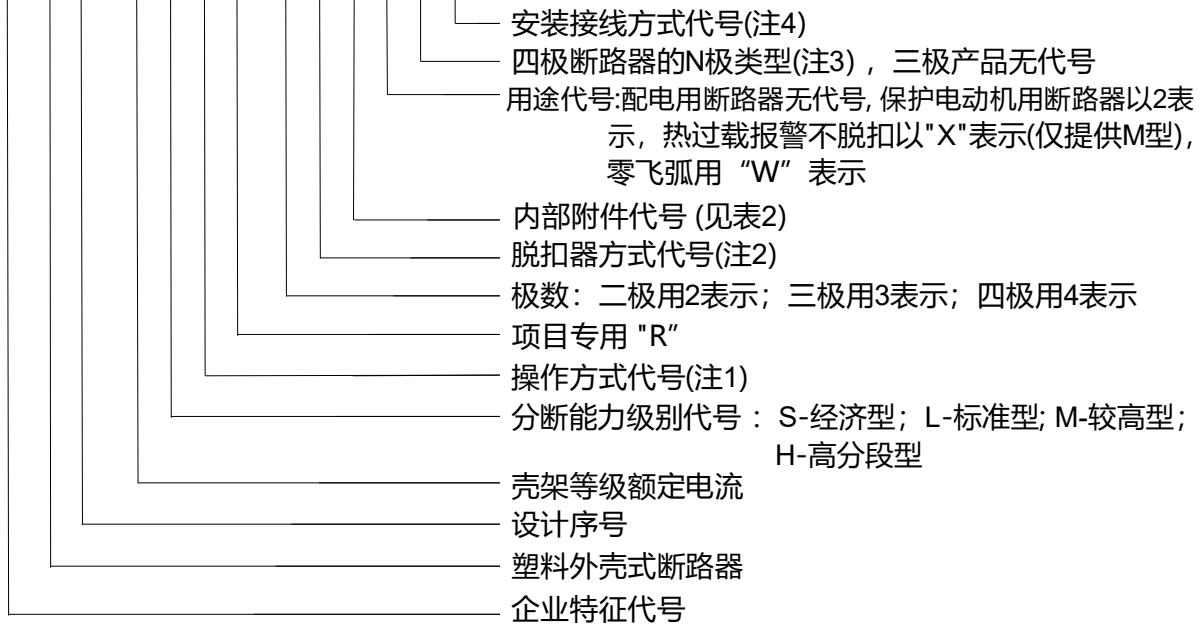 安装接线方式代号(注4)
四极断路器的N极类型(注3) ，三极产品无代号
用途代号:配电用断路器无代号, 保护电动机用断路器以2表
示，热过载报警不脱扣以"X"表示(仅提供M型)，
零飞弧用“W”表示
内部附件代号 (见表2)
脱扣器方式代号(注2)
极数：二极用2表示；三极用3表示；四极用4表示
项目专用 "R”
操作方式代号(注1)
分断能力级别代号 ：S-经济型；L-标准型; M-较高型；
H-高分段型
壳架等级额定电流
设计序号
塑料外壳式断路器
企业特征代号